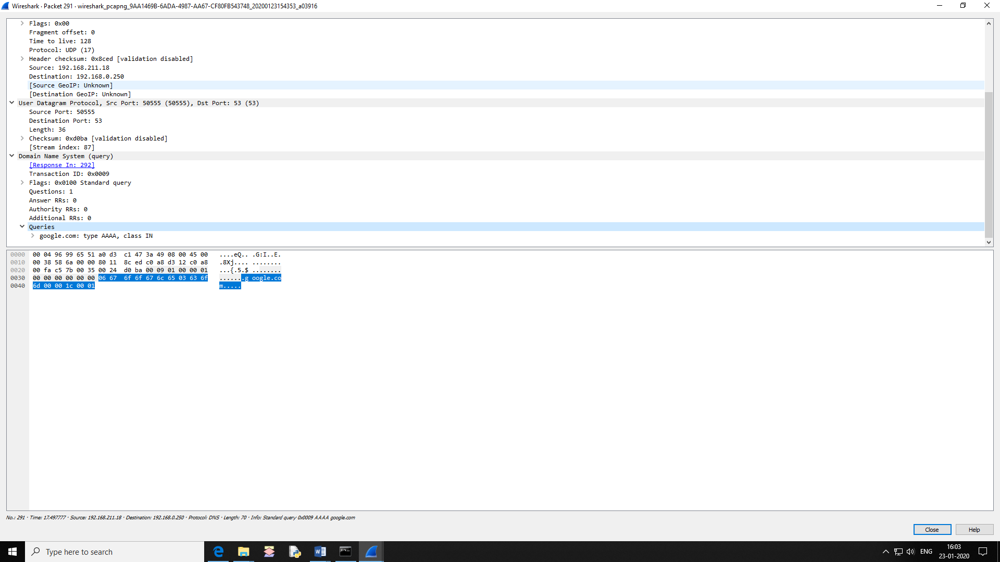 Wireshark · Packet 291 · wireshark_pcapng_9AA1469B-6ADA-4987-AA67-CF80FB543748_20200123154353_a03916
Flags: 0x00
Fragment offset: 0
Time to live: 128
Protocol: UDP (17)
Header checksum: 0x8ced [validation disabled]
Source: 192.168.211.18
Destination: 192.168.0.250
[Source GeoIP: Unknown]
[Destination GeoIP: Unknown]
User Datagram Protocol, Src Port: 50555 (50555), Dst Port: 53 (53)
Source Port: 50555
Destination Port: 53
Length: 36
Checksum: 0xd0ba [validation disabled]
[Stream index: 87]
Domain Name System (query)
[Response In: 292]
Transaction ID: 0x0009
Flags: 0x0100 Standard query
Questions: 1
Answer RRs: 0
Authority RRs: 0
Additional RRs: 0
Queries
google.com: type AAAA, class IN
0000 00 04 96 99 65 51 a0 d3 c1 47 3a 49 08 00 45 00 ....eQ.. .G:I..E.
0010 00 38 58 6a 00 00 80 11 8c ed c0 a8 d3 12 c0 a8 .8Xj.... ........
0020 00 fa c5 7b 00 35 00 24 d0 ba 00 09 01 00 00 01 ...{.5.$ ........
0030 00 00 00 00 00 00 06 67 6f 6f 67 6c 65 03 63 6f .......g oogle.co
0040 6d 00 00 1c 00 01 m.....
No.: 291 · Time: 17.497777 · Source: 192.168.211.18 · Destination: 192.168.0.250 · Protocol: DNS · Length: 70 · Info: Standard query 0x0009 AAAA google.com
Close Help
Type here to search
ENG
16:03
23-01-2020